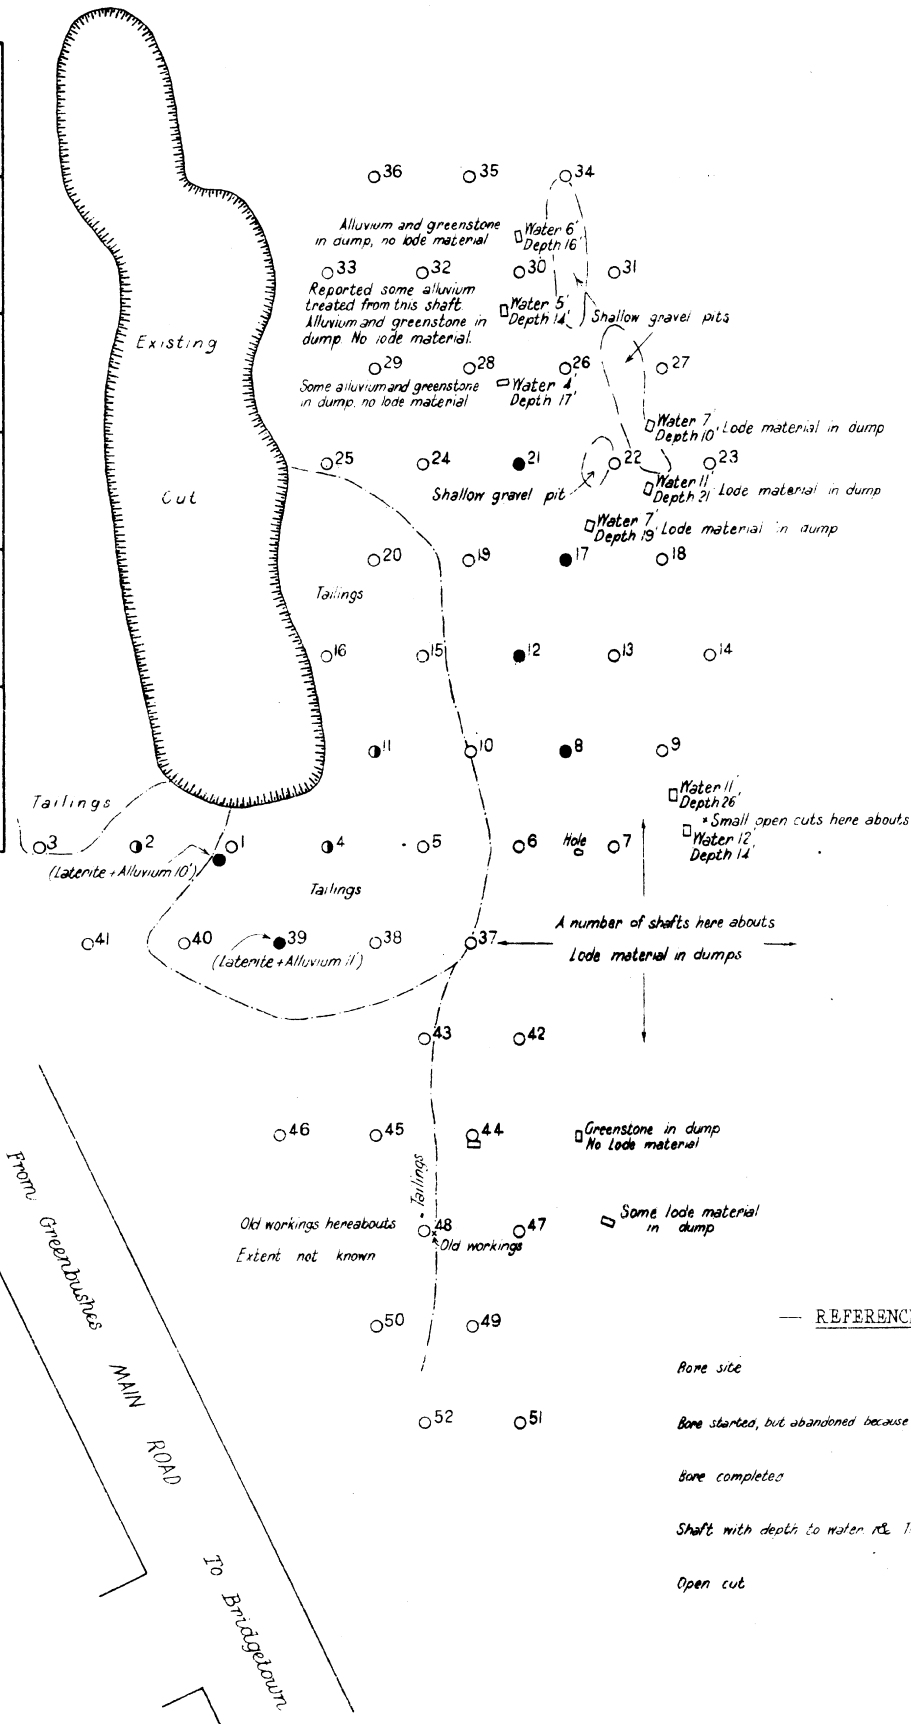 36
35
34
Alluvium and greenstone
in dump, no lode material
Water 6'
Depth 16'
33
32
30
31
Reported some alluvium
treated from this shaft.
Alluvium and greenstone in
dump. No lode material.
Water 5'
Depth 14'
Shallow gravel pits
Existing
29
28
26
27
Some alluvium and greenstone
in dump, no lode material
Water 4'
Depth 17'
Water 7'
Depth 10'
Lode material in dump
25
24
21
22
23
Cut
Shallow gravel pit
Water 11'
Depth 21'
Lode material in dump
Water 7'
Depth 19'
Lode material in dump
20
19
17
18
Tailings
16
15
12
13
14
11
10
8
9
Water 11'
Depth 26'
Tailings
* Small open cuts here abouts
Water 12'
Depth 14'
3
2
1
4
5
6
Hole
7
(Laterite + Alluvium 10')
Tailings
A number of shafts here abouts
41
40
39
38
37
(Laterite + Alluvium 11')
Lode material in dumps
43
42
46
45
44
Greenstone in dump
No Lode material
Tailings
Old workings hereabouts
Extent not known
48
Old workings
47
Some lode material
in dump
50
49
From Greenbushes
MAIN ROAD
To Bridgetown
— REFERENCE
Bore site
52
51
Bore started, but abandoned because
Bore completed
Shaft with depth to water
Open cut